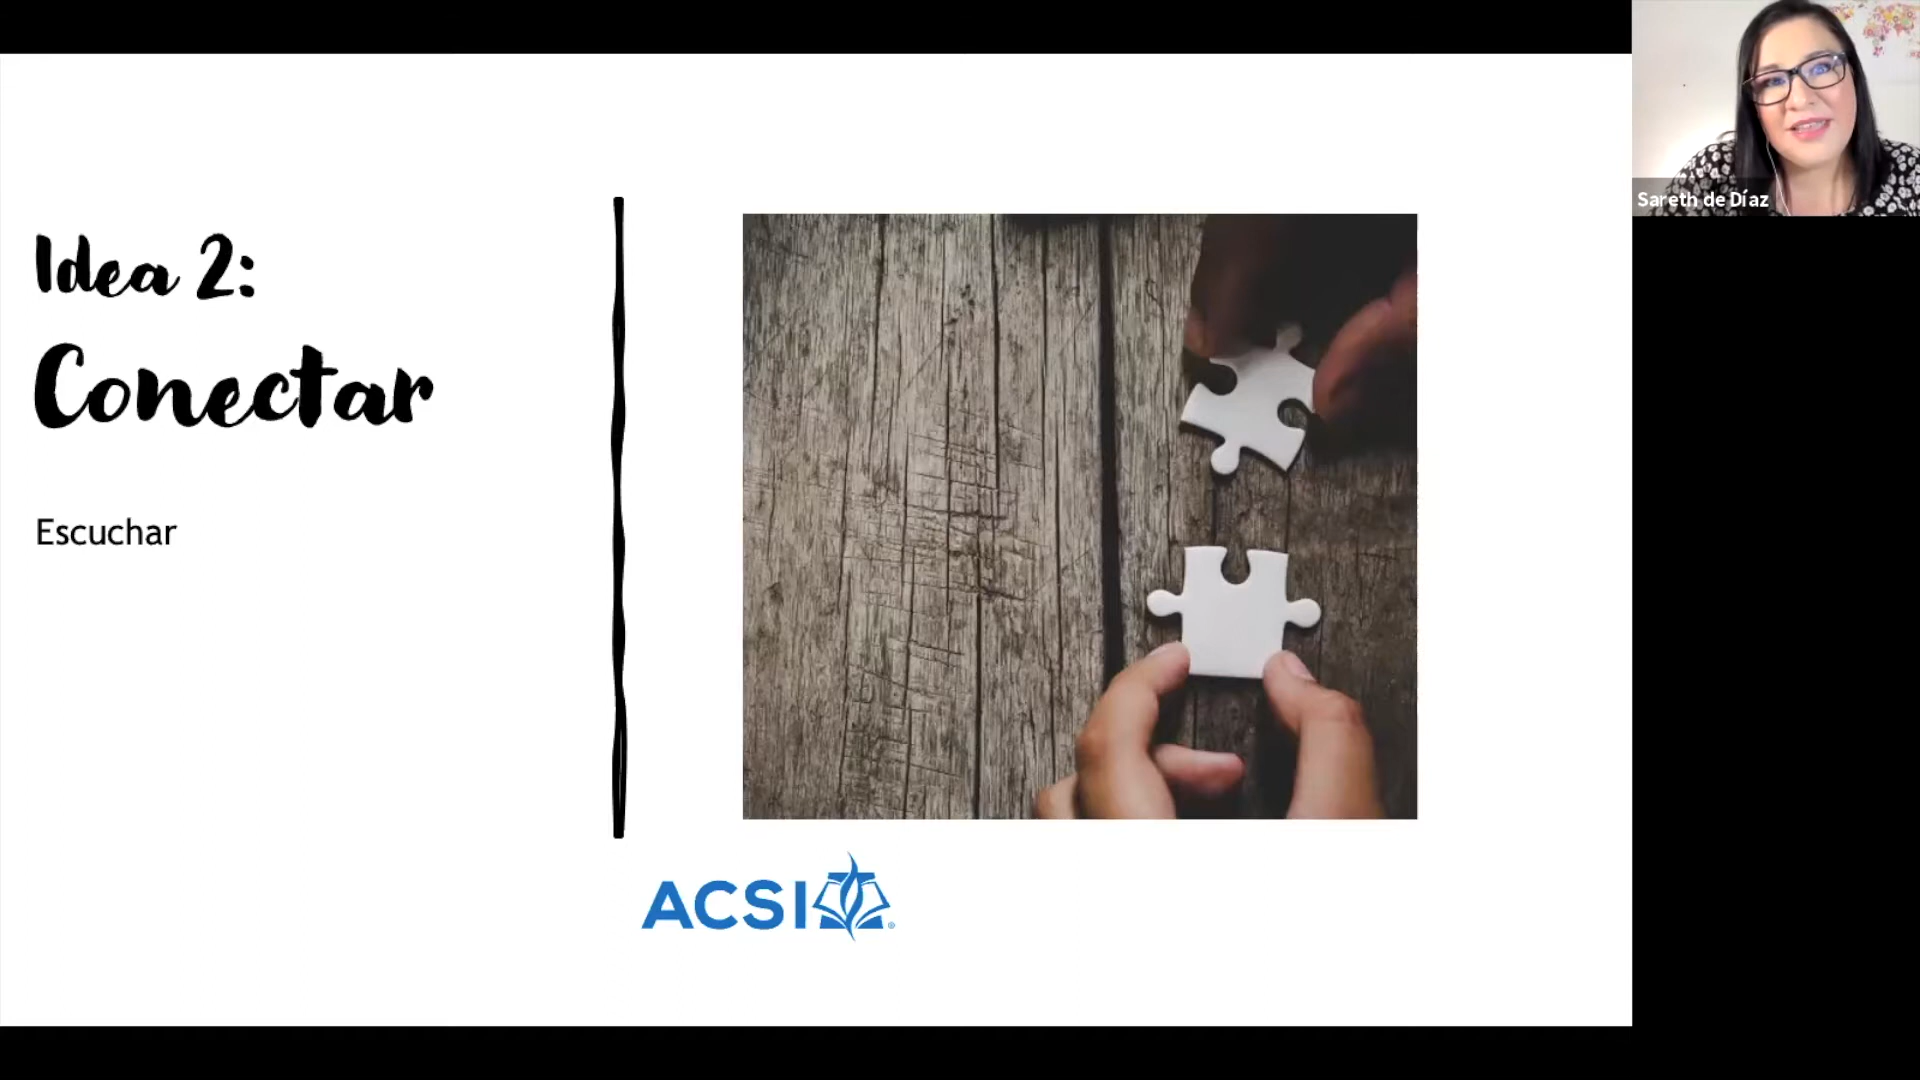 Idea 2:
Conectar
Escuchar
ACSI
Sareth de Díaz